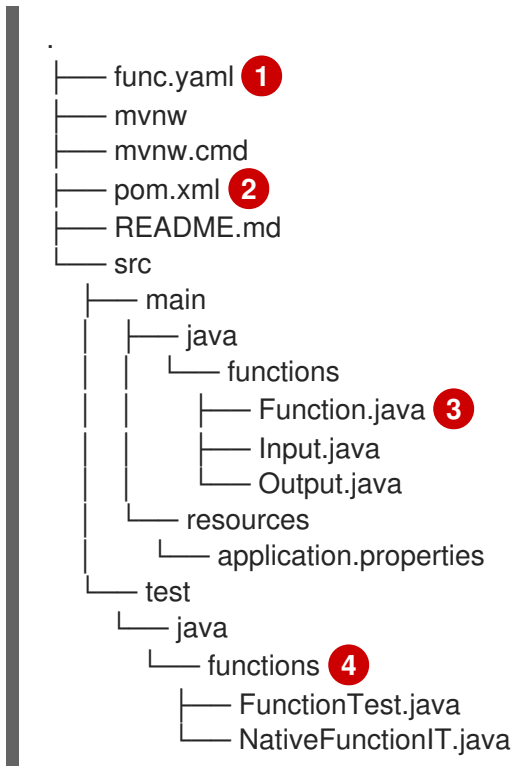 .
├── func.yaml 1
├── mvnw
├── mvnw.cmd
├── pom.xml 2
├── README.md
└── src
    ├── main
    │   ├── java
    │   │   └── functions
    │   │       ├── Function.java 3
    │   │       ├── Input.java
    │   │       └── Output.java
    │   └── resources
    │       └── application.properties
    └── test
        └── java
            └── functions 4
                ├── FunctionTest.java
                └── NativeFunctionIT.java